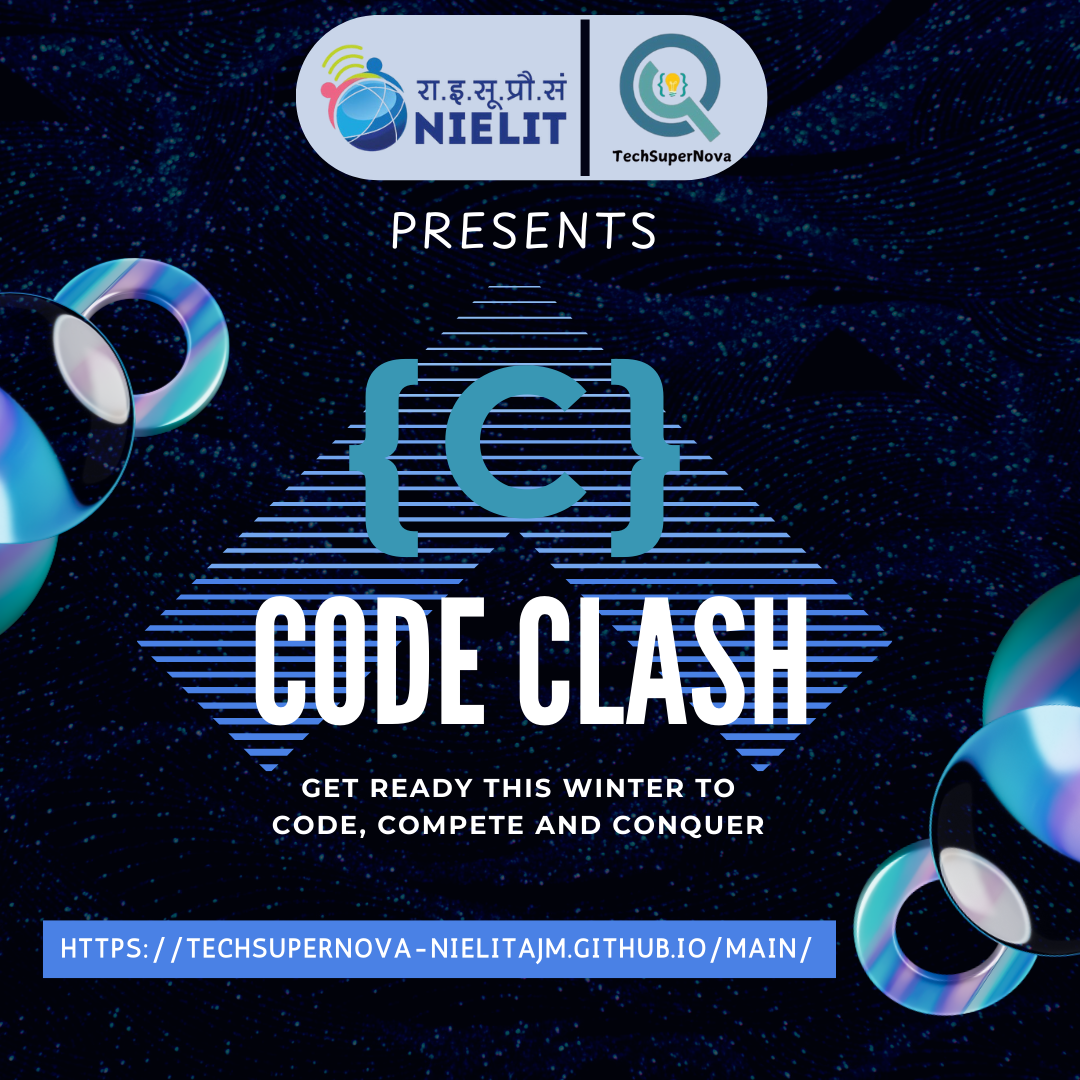 रा.इ.सू.प्रौ.सं
NIELIT
TechSuperNova
PRESENTS
{C}
CODE CLASH
GET READY THIS WINTER TO
CODE, COMPETE AND CONQUER
HTTPS://TECHSUPERNOVA-NIELITAJM.GITHUB.IO/MAIN/